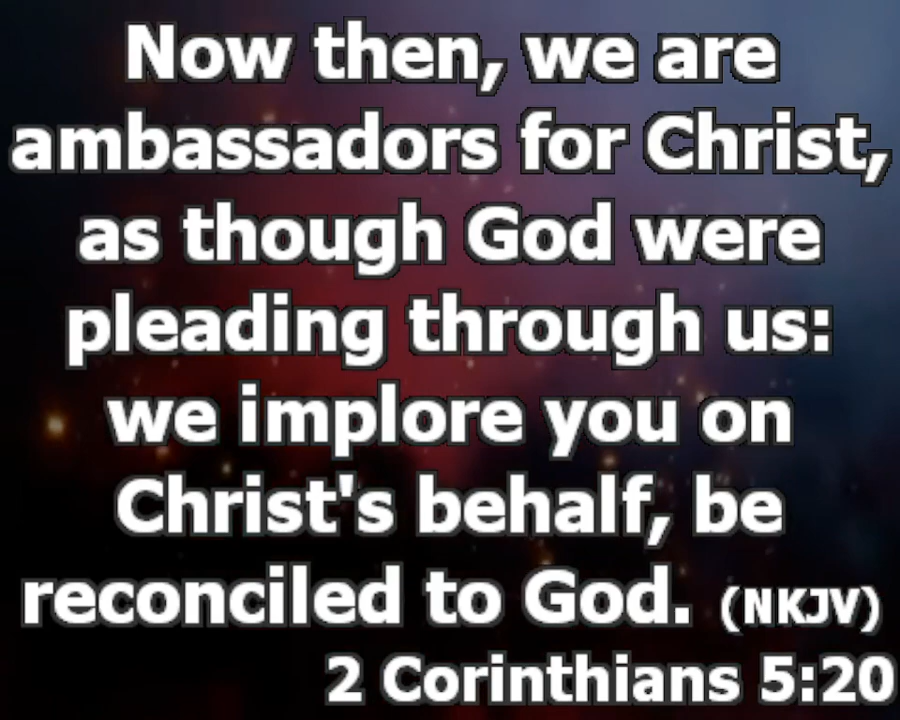 Now then, we are
ambassadors for Christ,
as though God were
pleading through us:
we implore you on
Christ's behalf, be
reconciled to God. (NKJV)
2 Corinthians 5:20